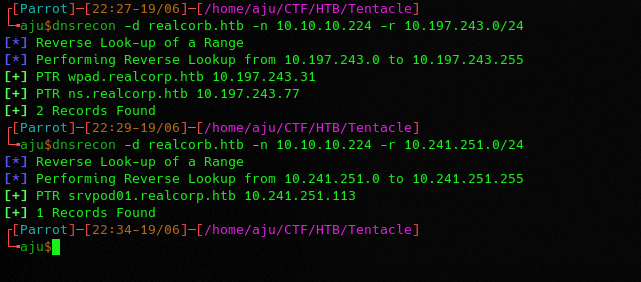 ┌[Parrot]─[22:27-19/06]─[/home/aju/CTF/HTB/Tentacle]
└╼aju$dnsrecon -d realcorb.htb -n 10.10.10.224 -r 10.197.243.0/24
[*] Reverse Look-up of a Range
[*] Performing Reverse Lookup from 10.197.243.0 to 10.197.243.255
[+] PTR wpad.realcorp.htb 10.197.243.31
[+] PTR ns.realcorp.htb 10.197.243.77
[+] 2 Records Found
┌[Parrot]─[22:29-19/06]─[/home/aju/CTF/HTB/Tentacle]
└╼aju$dnsrecon -d realcorb.htb -n 10.10.10.224 -r 10.241.251.0/24
[*] Reverse Look-up of a Range
[*] Performing Reverse Lookup from 10.241.251.0 to 10.241.251.255
[+] PTR srvpod01.realcorp.htb 10.241.251.113
[+] 1 Records Found
┌[Parrot]─[22:34-19/06]─[/home/aju/CTF/HTB/Tentacle]
└╼aju$